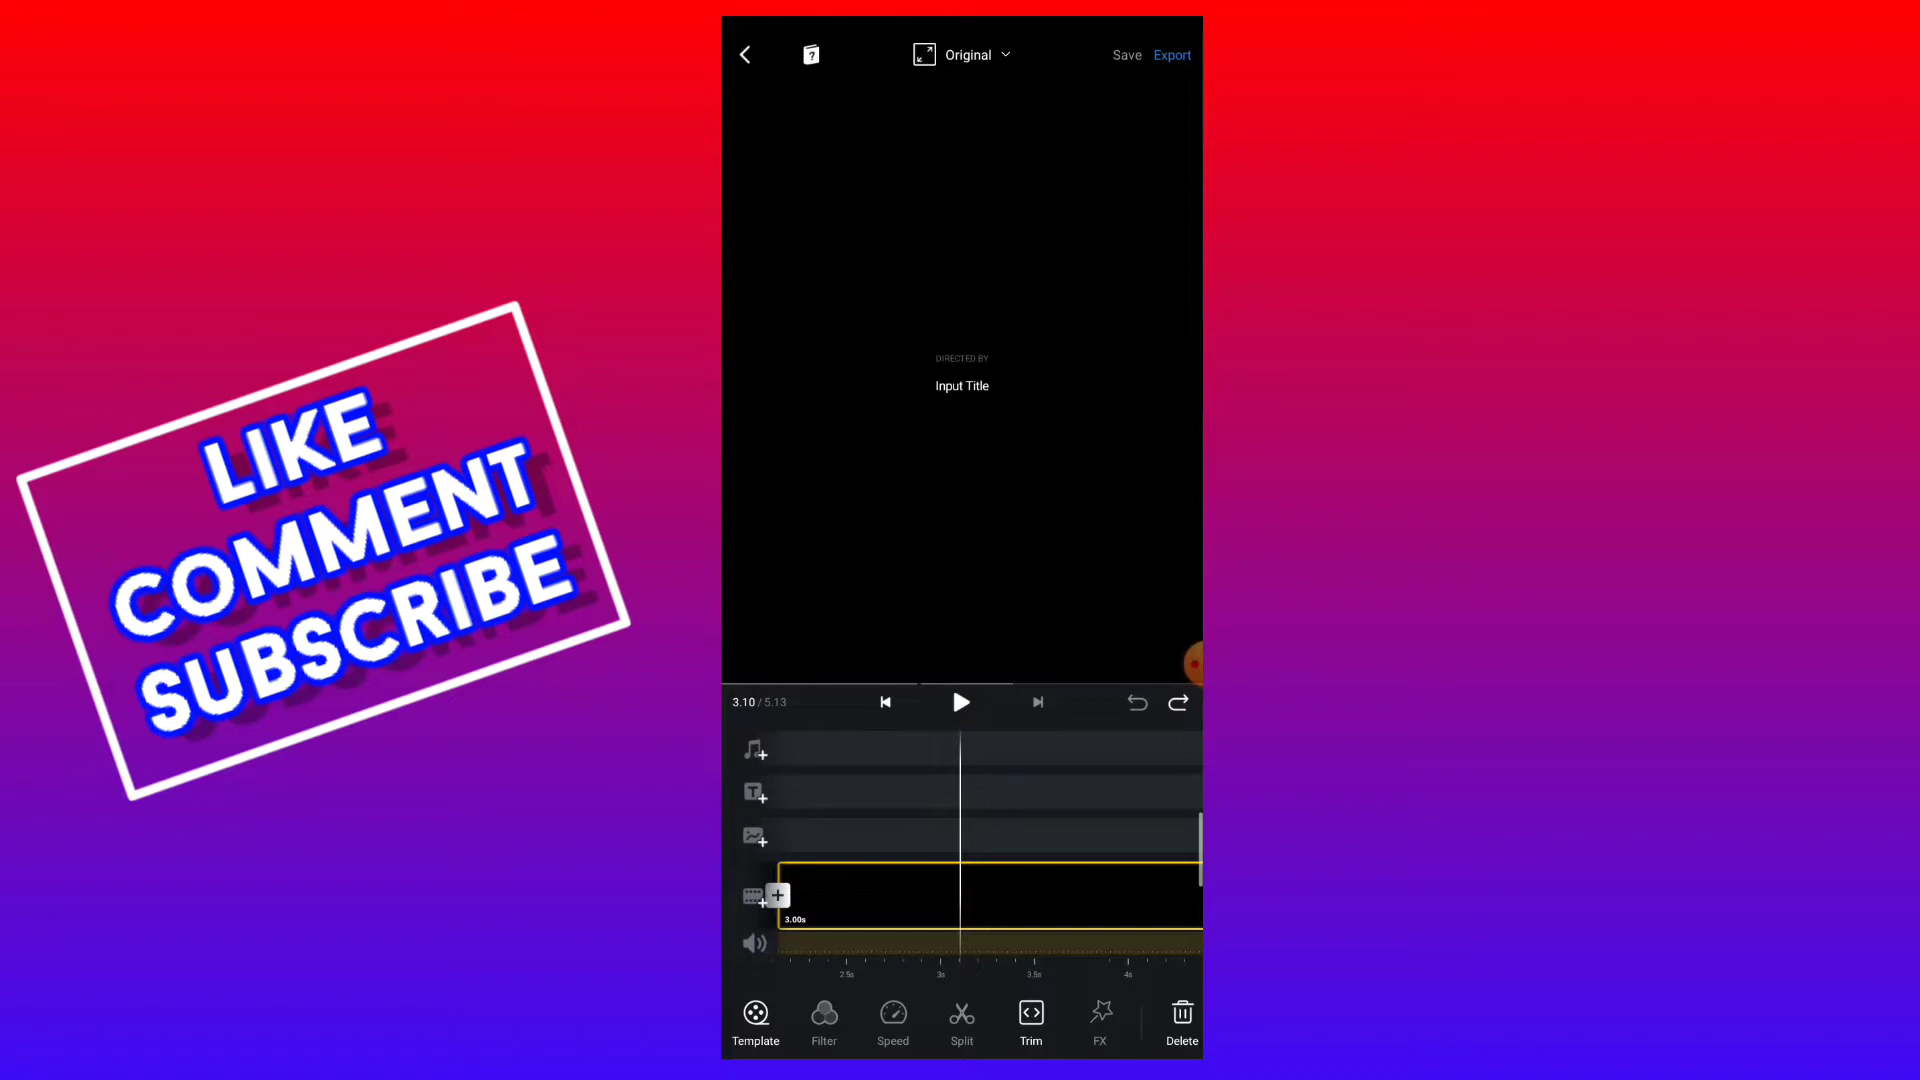 Original
Save Export
DIRECTED BY
Input Title
LIKE
COMMENT
SUBSCRIBE
3.10 / 5.13
3.00s
2.5s 3s 3.5s 4s
Template Filter Speed Split Trim FX Delete